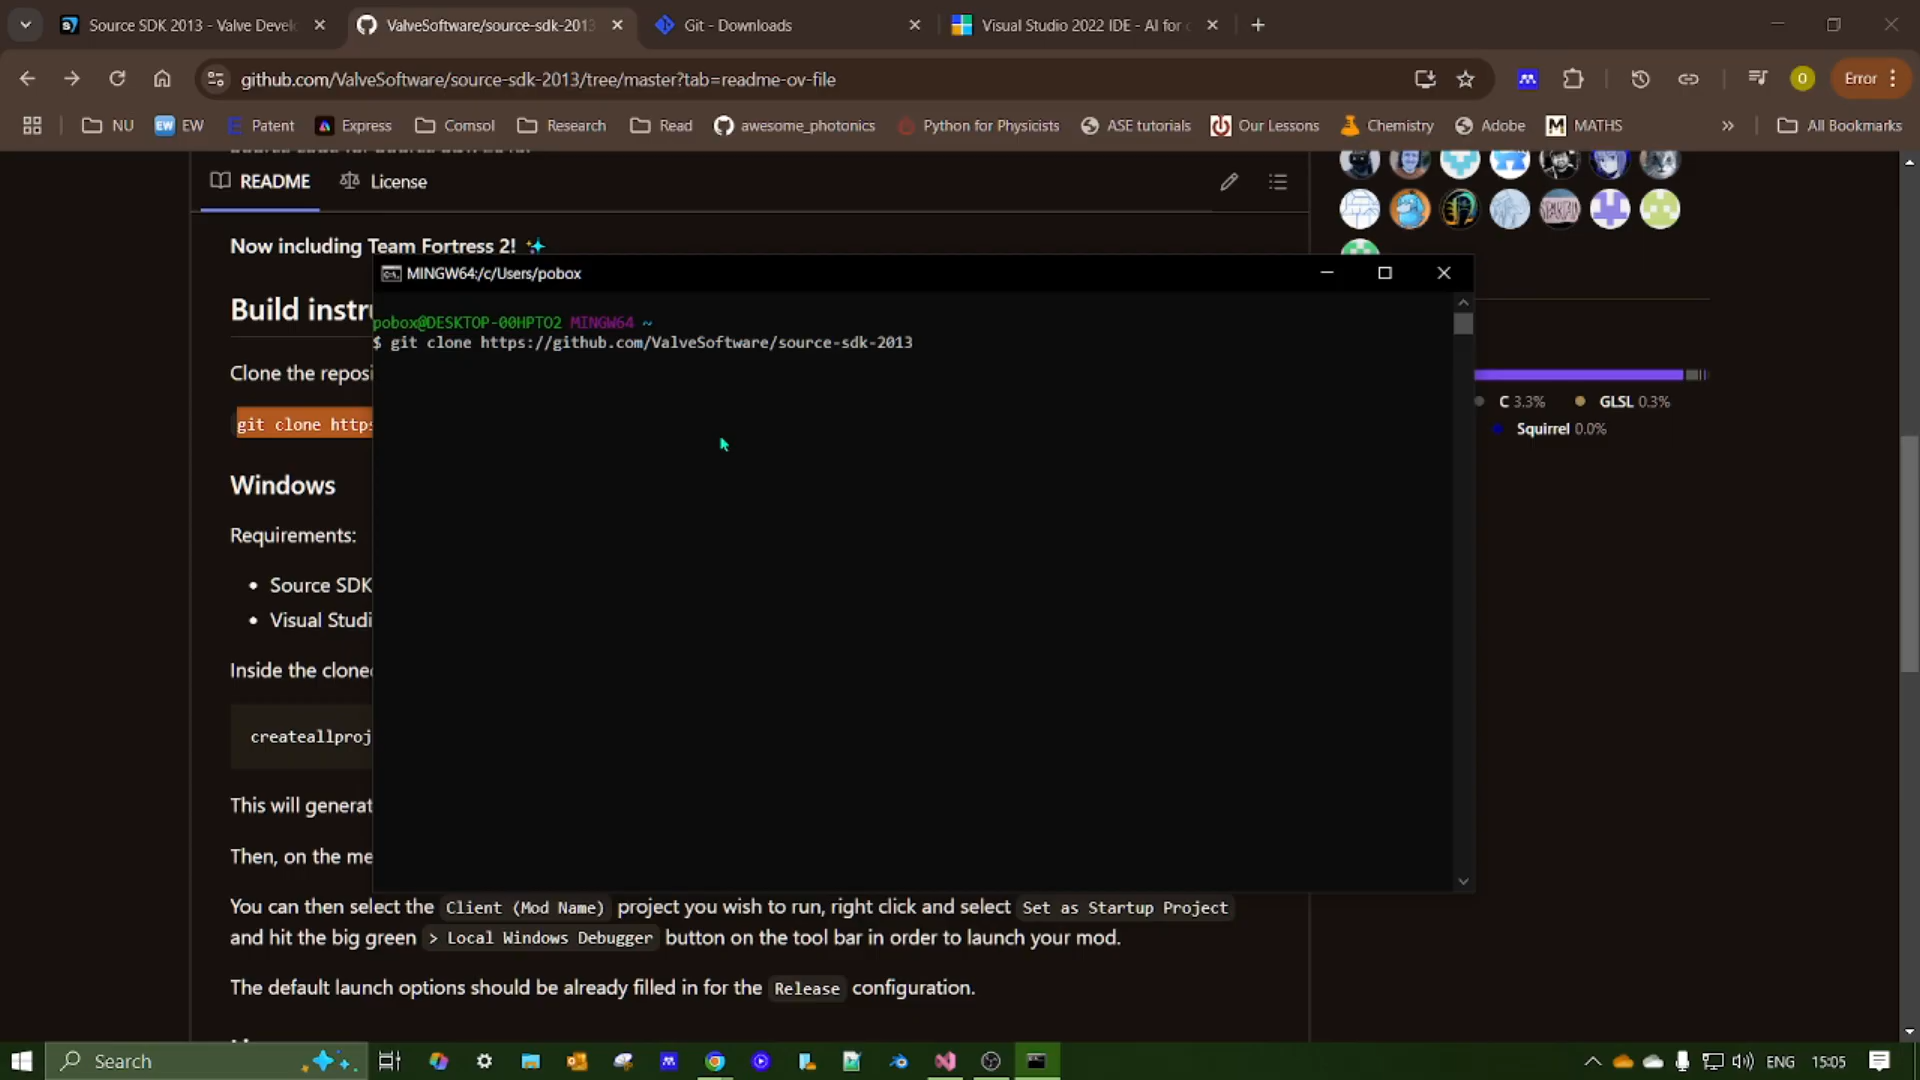 Source SDK 2013 - Valve Devel
ValveSoftware/source-sdk-2013
Git - Downloads
Visual Studio 2022 IDE - AI for c
github.com/ValveSoftware/source-sdk-2013/tree/master?tab=readme-ov-file
O
Error
NU
EW EW
Patent
Express
Comsol
Research
Read
awesome_photonics
Python for Physicists
ASE tutorials
Our Lessons
Chemistry
Adobe
M MATHS
All Bookmarks
README
License
Now including Team Fortress 2! ✨
Build instru
MINGW64:/c/Users/pobox
pobox@DESKTOP-00HPTO2 MINGW64 ~
$ git clone https://github.com/ValveSoftware/source-sdk-2013
Clone the reposi
git clone https
C 3.3%
GLSL 0.3%
Squirrel 0.0%
Windows
Requirements:
• Source SDK
• Visual Studi
Inside the cloned
createallproj
This will generat
Then, on the me
You can then select the Client (Mod Name) project you wish to run, right click and select Set as Startup Project
and hit the big green > Local Windows Debugger button on the tool bar in order to launch your mod.
The default launch options should be already filled in for the Release configuration.
Search
ENG
15:05